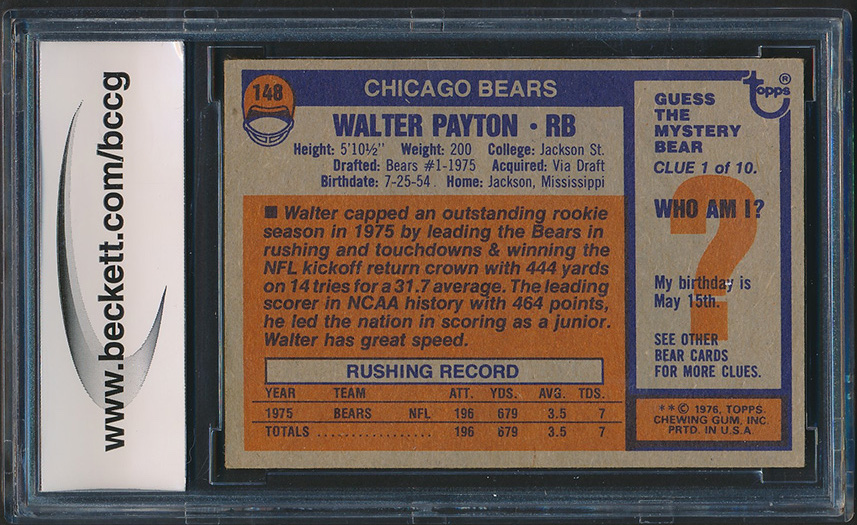 www.beckett.com/bccg
148
CHICAGO BEARS
WALTER PAYTON • RB
Height: 5'10½" Weight: 200 College: Jackson St.
Drafted: Bears #1-1975 Acquired: Via Draft
Birthdate: 7-25-54 Home: Jackson, Mississippi
■ Walter capped an outstanding rookie
season in 1975 by leading the Bears in
rushing and touchdowns & winning the
NFL kickoff return crown with 444 yards
on 14 tries for a 31.7 average. The leading
scorer in NCAA history with 464 points,
he led the nation in scoring as a junior.
Walter has great speed.
RUSHING RECORD
YEAR TEAM ATT. YDS. AVG. TDS.
1975 BEARS NFL 196 679 3.5 7
TOTALS .................... 196 679 3.5 7
topps®
GUESS
THE
MYSTERY
BEAR
CLUE 1 of 10.
?
WHO AM I?
My birthday is
May 15th.
SEE OTHER
BEAR CARDS
FOR MORE CLUES.
**© 1976, TOPPS.
CHEWING GUM, INC.
PRTD. IN U.S.A.